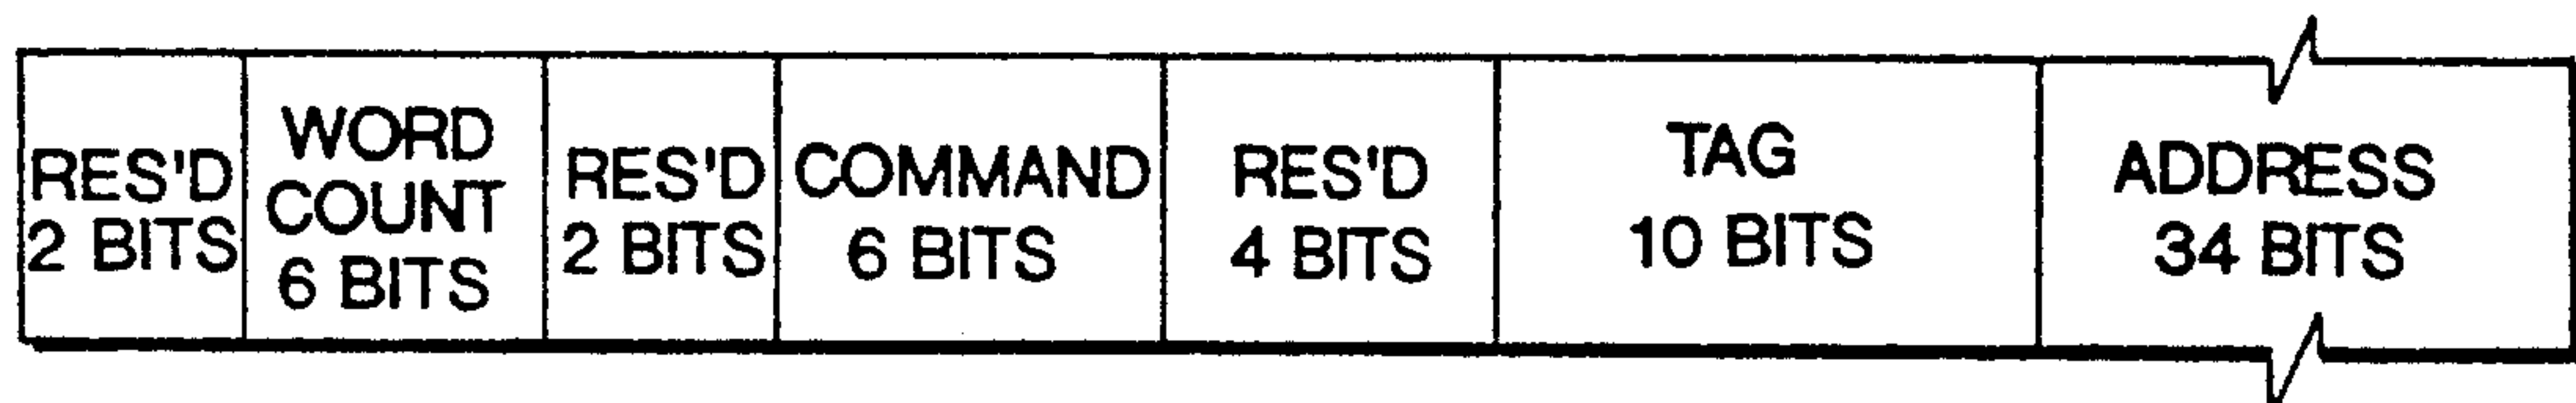 RES'D
2 BITS
WORD
COUNT
6 BITS
RES'D
2 BITS
COMMAND
6 BITS
RES'D
4 BITS
TAG
10 BITS
ADDRESS
34 BITS